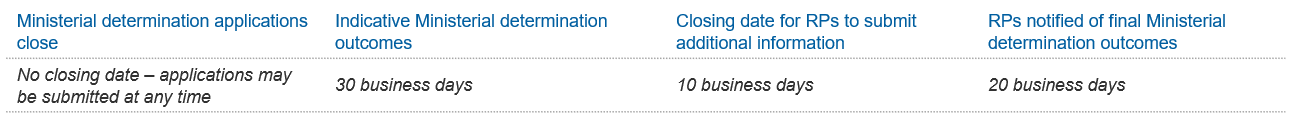 Ministerial determination applications close
Indicative Ministerial determination outcomes
Closing date for RPs to submit additional information
RPs notified of final Ministerial determination outcomes
No closing date – applications may be submitted at any time
30 business days
10 business days
20 business days